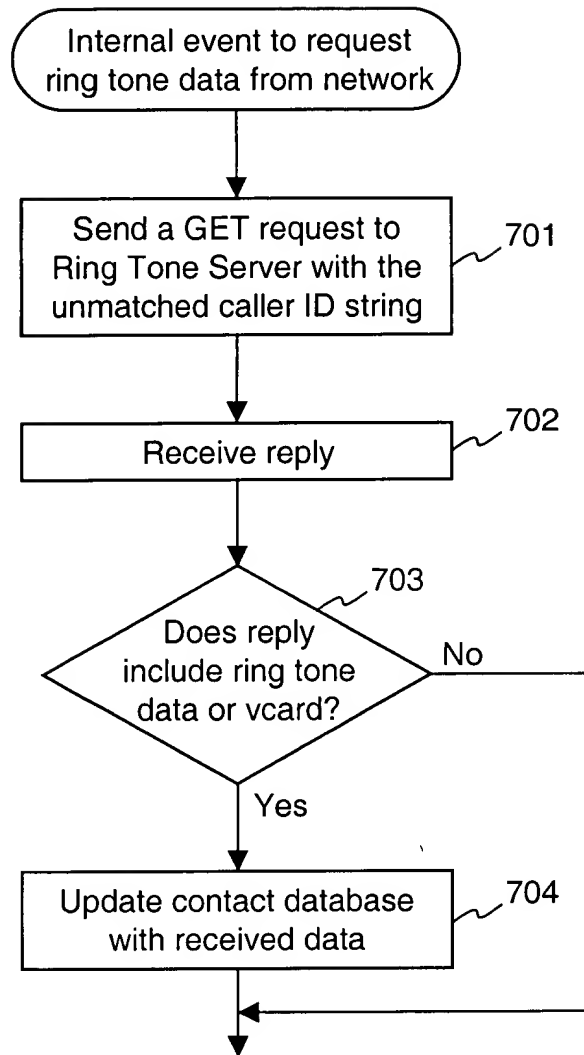 Internal event to request
ring tone data from network
Send a GET request to
Ring Tone Server with the
unmatched caller ID string
701
Receive reply
702
703
Does reply
include ring tone
data or vcard?
No
Yes
Update contact database
with received data
704